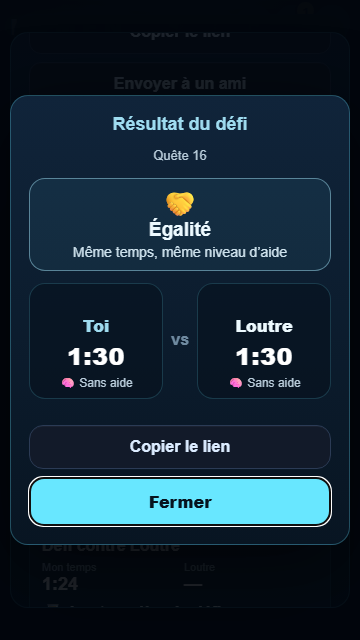 Copier le lien
Envoyer à un ami
Résultat du défi
Quête 16
Égalité
Même temps, même niveau d'aide
Toi
1:30
Sans aide
vs
Loutre
1:30
Sans aide
Copier le lien
Fermer
Défi contre Loutre
Mon temps
Loutre
1:24
—